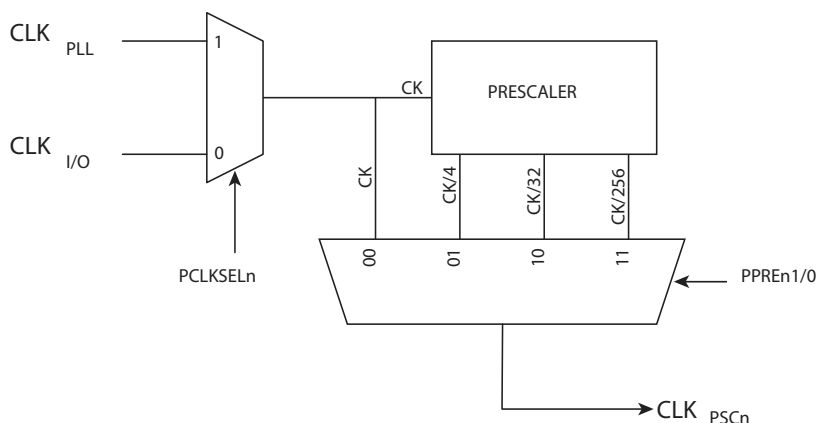 CLK PLL
1
CK
PRESCALER
CLK I/O
0
CK
CK/4
CK/32
CK/256
00
01
10
11
PCLKSELn
PPREn1/0
CLK PSCn